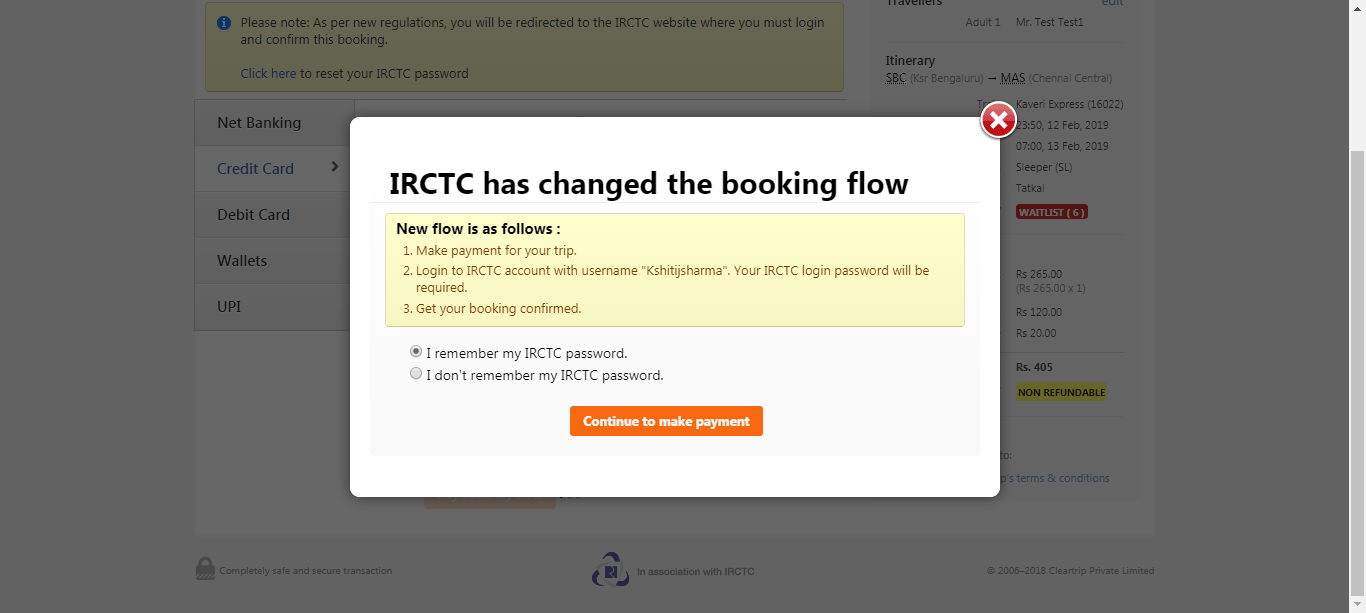 Please note: As per new regulations, you will be redirected to the IRCTC website where you must login
and confirm this booking.
Click here to reset your IRCTC password
Net Banking
Credit Card
Debit Card
Wallets
UPI
IRCTC has changed the booking flow
New flow is as follows :
1. Make payment for your trip.
2. Login to IRCTC account with username "Kshitijsharma". Your IRCTC login password will be
required.
3. Get your booking confirmed.
I remember my IRCTC password.
I don't remember my IRCTC password.
Continue to make payment
Travellers edit
Adult 1 Mr. Test Test1
Itinerary
SBC (Ksr Bengaluru) → MAS (Chennai Central)
Kaveri Express (16022)
23:50, 12 Feb, 2019
07:00, 13 Feb, 2019
Sleeper (SL)
Tatkal
WAITLIST ( 6 )
Rs 265.00
(Rs 265.00 x 1)
Rs 120.00
Rs 20.00
Rs. 405
NON REFUNDABLE
to:
terms & conditions
Completely safe and secure transaction
In association with IRCTC
© 2006–2018 Cleartrip Private Limited